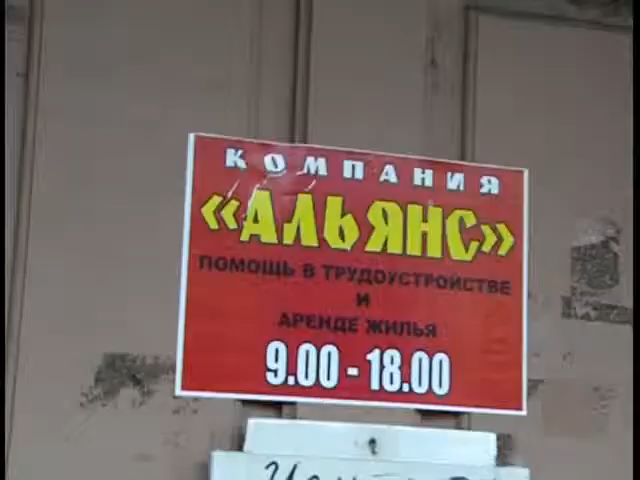 КОМПАНИЯ
«АЛЬЯНС»
ПОМОЩЬ В ТРУДОУСТРОЙСТВЕ
И
АРЕНДЕ ЖИЛЬЯ
9.00 - 18.00